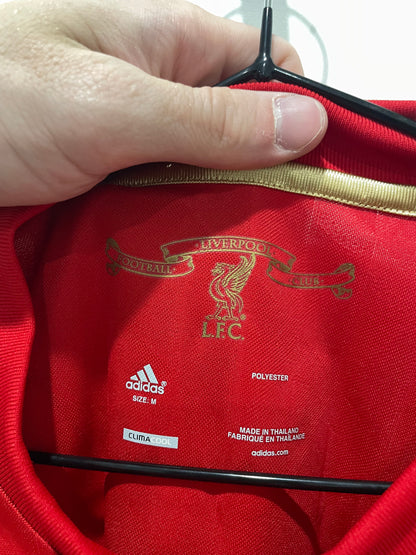 LIVERPOOL
FOOTBALL CLUB
L.F.C.
adidas®
SIZE: M
POLYESTER
CLIMACOOL
MADE IN THAILAND
FABRIQUÉ EN THAÏLANDE
adidas.com